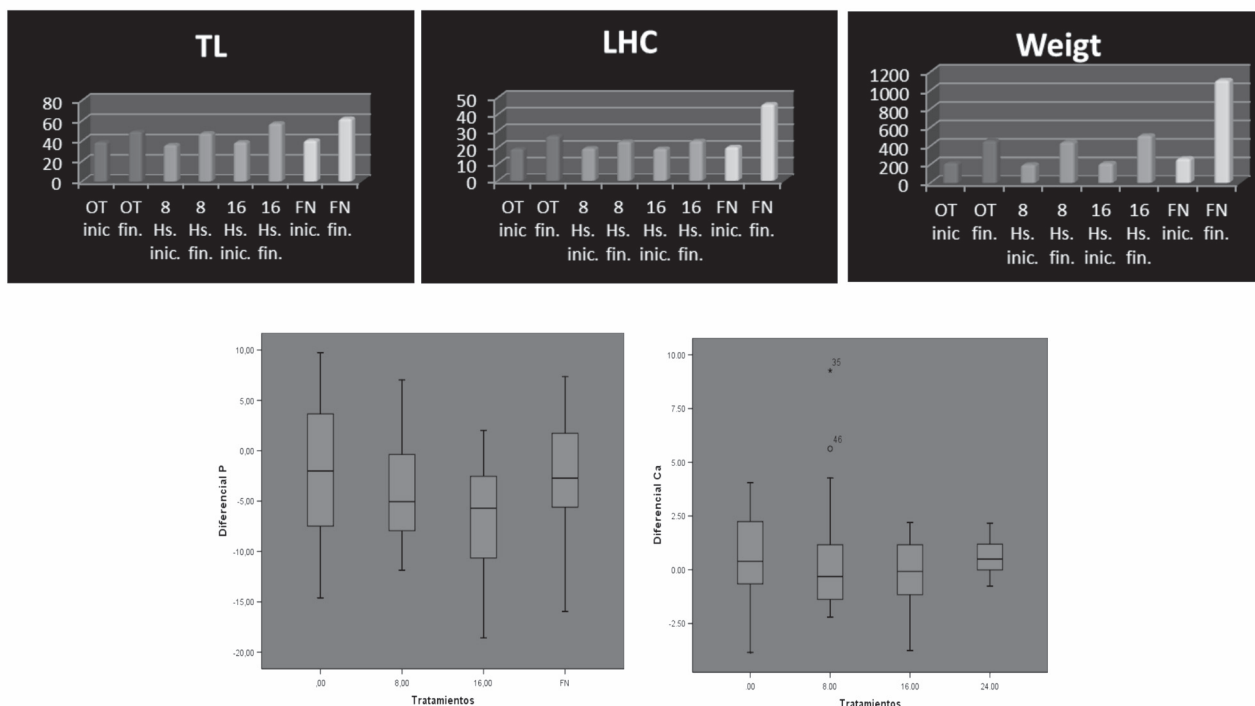 TL
80
60
40
20
0
OT OT 8 8 16 16 FN FN
inic fin. Hs. Hs. Hs. Hs. inic. fin.
inic. fin. inic. fin.
LHC
50
40
30
20
10
0
OT OT 8 8 16 16 FN FN
inic fin. Hs. Hs. Hs. Hs. inic. fin.
inic. fin. inic. fin.
Weigt
1200
1000
800
600
400
200
0
OT OT 8 8 16 16 FN FN
inic fin. Hs. Hs. Hs. Hs. inic. fin.
inic. fin. inic. fin.
Diferencial P
10,00
5,00
,00
-5,00
-10,00
-15,00
-20,00
,00 8,00 16,00 FN
Tratamientos
Diferencial Ca
10.00
7.50
5.00
2.50
0.00
-2.50
35
46
.00 8.00 16.00 24.00
Tratamientos